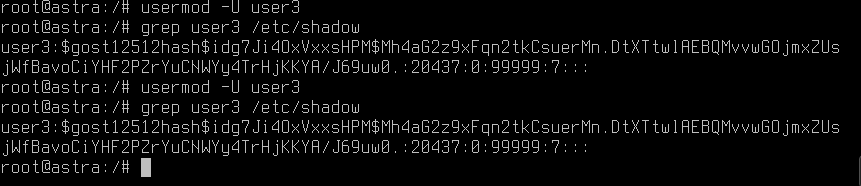 root@astra:/# usermod -U user3
root@astra:/# grep user3 /etc/shadow
user3:$gost12512hash$idg7Ji4OxVxxsHPM$Mh4aG2z9xFqn2tkCsuerMn.DtXTtwlAEBQMvvwGOjmxZUs
jWfBavoCiYHF2PZrYuCNWYy4TrHjKKYA/J69uw0.:20437:0:99999:7:::
root@astra:/# usermod -U user3
root@astra:/# grep user3 /etc/shadow
user3:$gost12512hash$idg7Ji4OxVxxsHPM$Mh4aG2z9xFqn2tkCsuerMn.DtXTtwlAEBQMvvwGOjmxZUs
jWfBavoCiYHF2PZrYuCNWYy4TrHjKKYA/J69uw0.:20437:0:99999:7:::
root@astra:/#